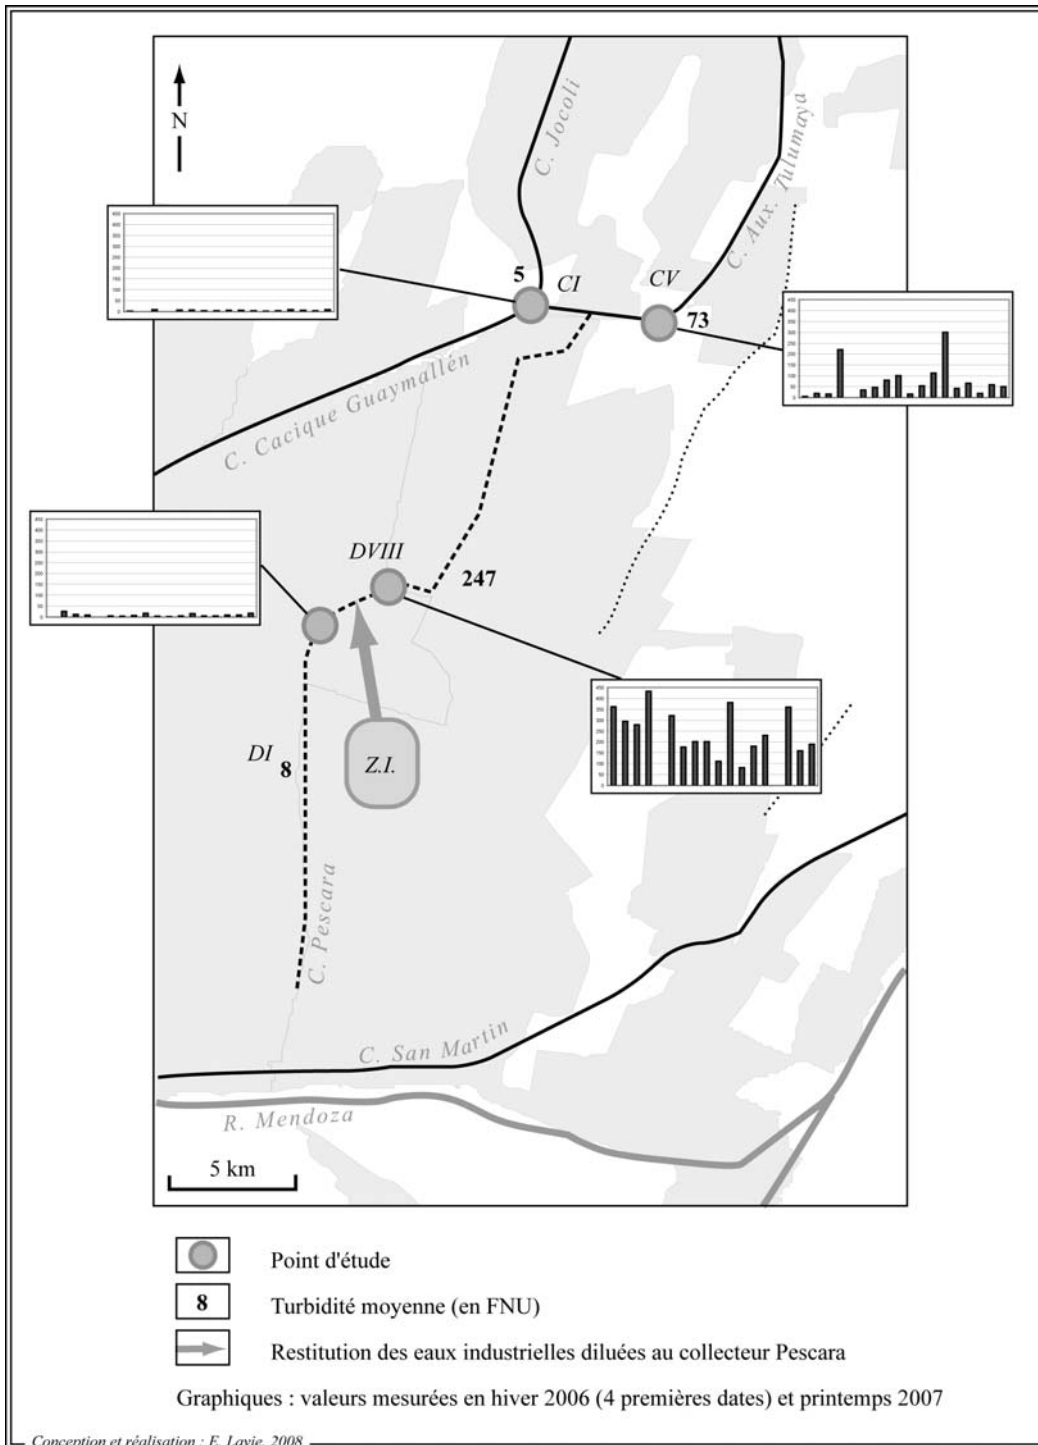 N
C. Jocoli
C. Aux. Tulumaya
5
CI
CV
73
C. Cacique Guaymallén
DVIII
247
DI
8
Z.I.
C. Pescara
C. San Martin
R. Mendoza
5 km
Point d'étude
8
Turbidité moyenne (en FNU)
Restitution des eaux industrielles diluées au collecteur Pescara
Graphiques : valeurs mesurées en hiver 2006 (4 premières dates) et printemps 2007
Conception et réalisation : E. Lavie, 2008